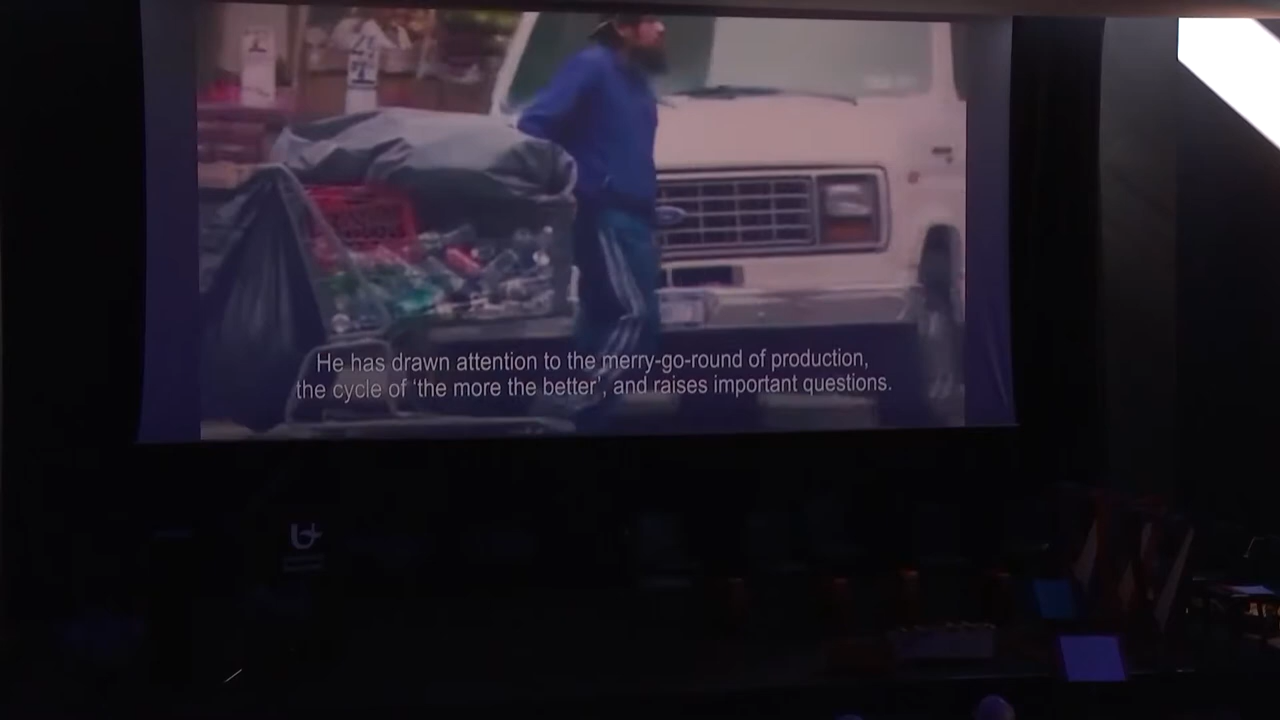 He has drawn attention to the merry-go-round of production,
the cycle of ‘the more the better’, and raises important questions.